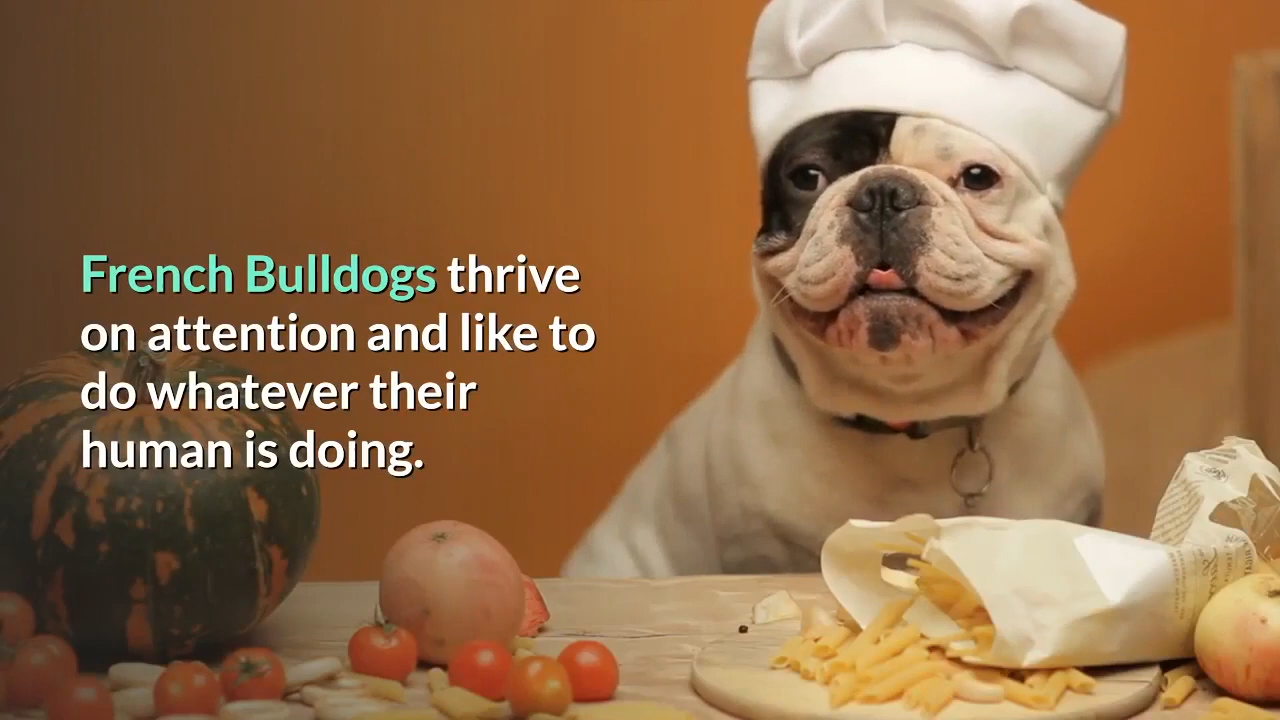 French Bulldogs thrive
on attention and like to
do whatever their
human is doing.